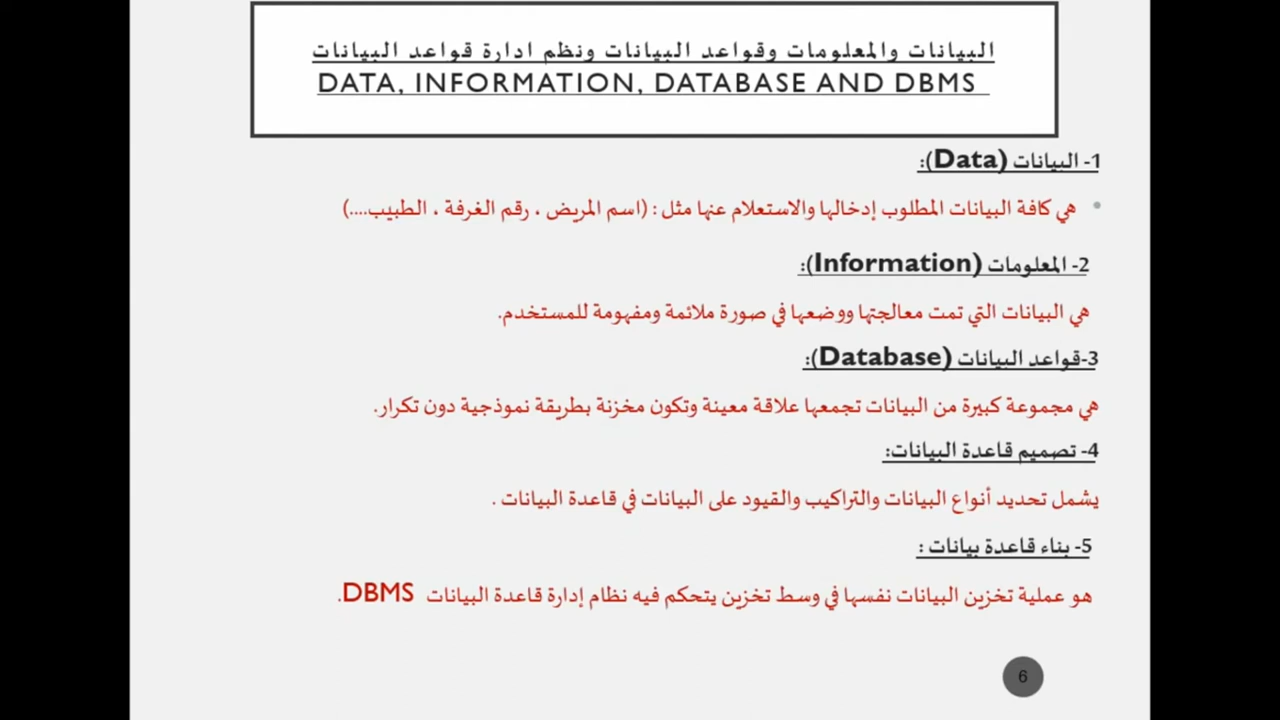 البيانات والمعلومات وقواعد البيانات ونظم ادارة قواعد البيانات
DATA, INFORMATION, DATABASE AND DBMS
1- البيانات (Data):
هي كافة البيانات المطلوب إدخالها والاستعلام عنها مثل : (اسم المريض ، رقم الغرفة ، الطبيب....)
2- المعلومات (Information):
هي البيانات التي تمت معالجتها ووضعها في صورة ملائمة ومفهومة للمستخدم.
3-قواعد البيانات (Database):
هي مجموعة كبيرة من البيانات تجمعها علاقة معينة وتكون مخزنة بطريقة نموذجية دون تكرار.
4- تصميم قاعدة البيانات:
يشمل تحديد أنواع البيانات والتراكيب والقيود على البيانات في قاعدة البيانات .
5- بناء قاعدة بيانات :
هو عملية تخزين البيانات نفسها في وسط تخزين يتحكم فيه نظام إدارة قاعدة البيانات DBMS.
6